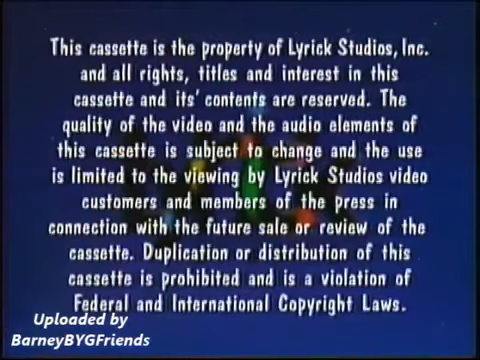 This cassette is the property of Lyrick Studios, Inc.
and all rights, titles and interest in this
cassette and its' contents are reserved. The
quality of the video and the audio elements of
this cassette is subject to change and the use
is limited to the viewing by Lyrick Studios video
customers and members of the press in
connection with the future sale or review of the
cassette. Duplication or distribution of this
cassette is prohibited and is a violation of
Federal and International Copyright Laws.
Uploaded by
BarneyBYGFriends